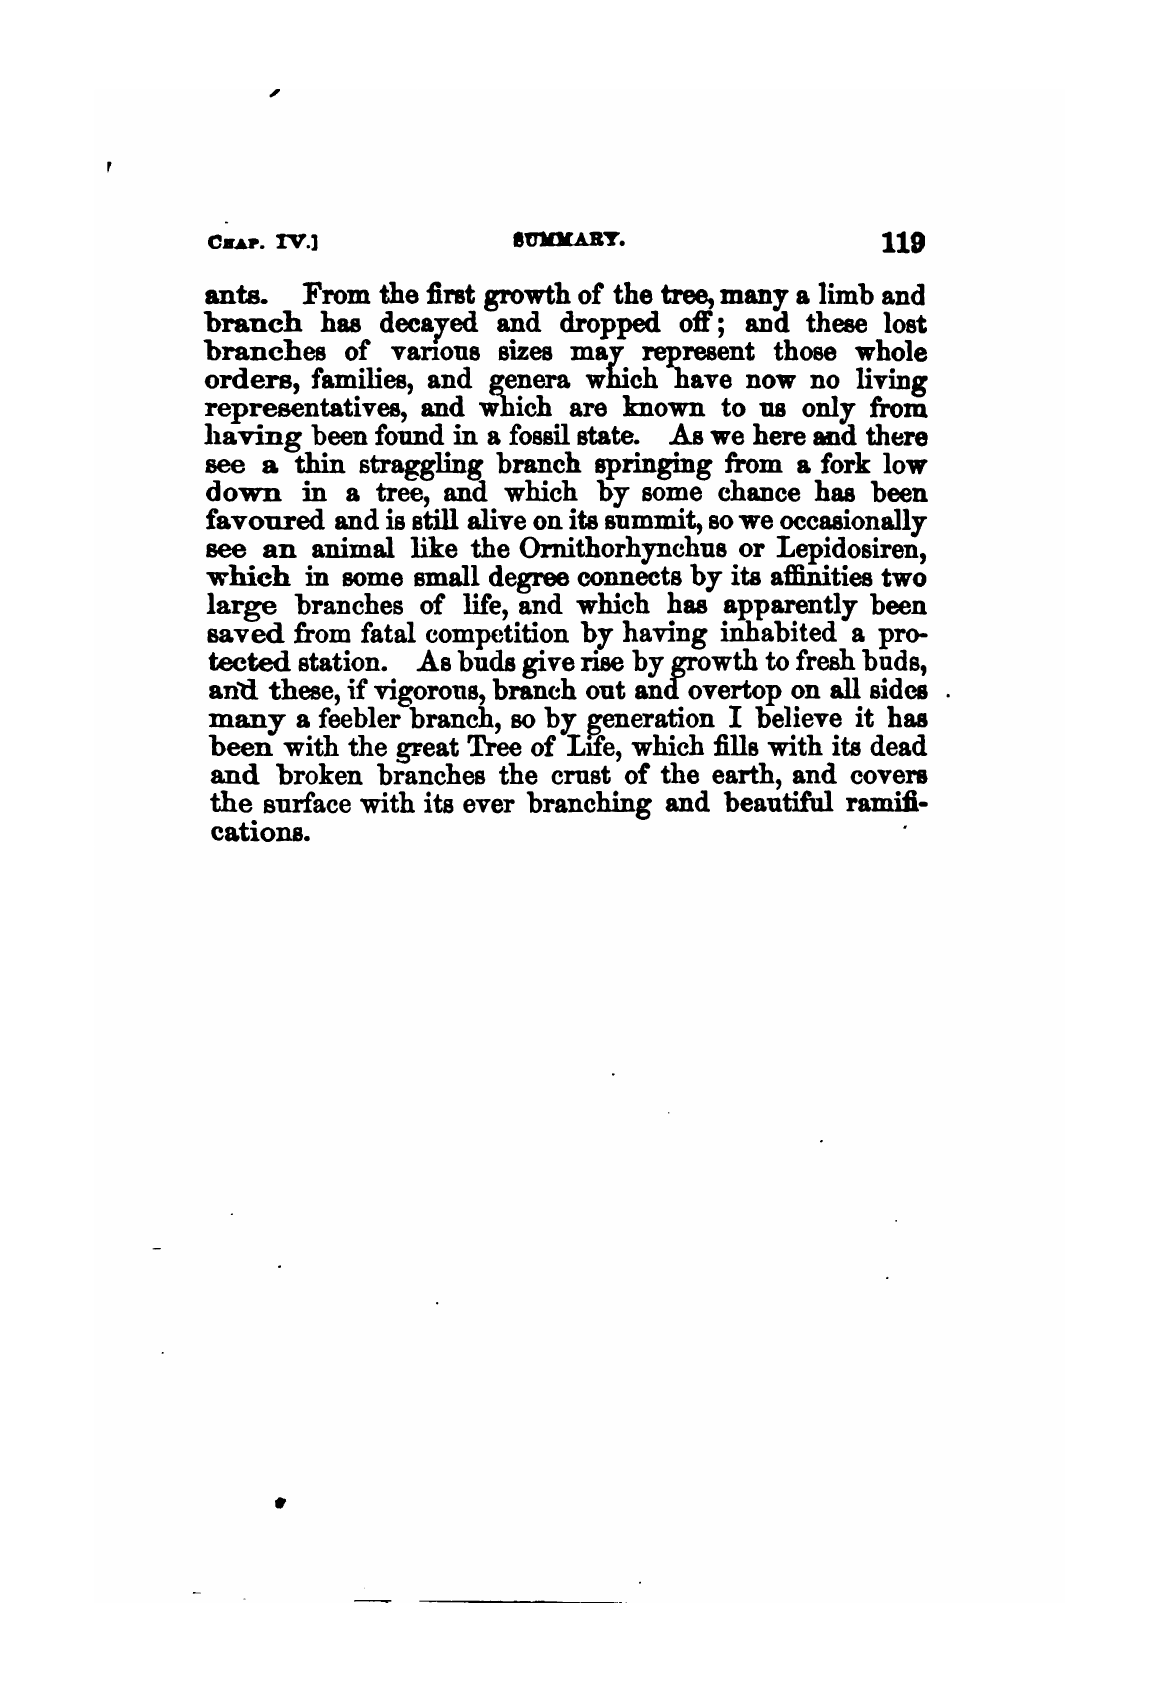 CHAP. IV.] SUMMARY. 119
ants. From the first growth of the tree, many a limb and
branch has decayed and dropped off; and these lost
branches of various sizes may represent those whole
orders, families, and genera which have now no living
representatives, and which are known to us only from
having been found in a fossil state. As we here and there
see a thin straggling branch springing from a fork low
down in a tree, and which by some chance has been
favoured and is still alive on its summit, so we occasionally
see an animal like the Ornithorhynchus or Lepidosiren,
which in some small degree connects by its affinities two
large branches of life, and which has apparently been
saved from fatal competition by having inhabited a pro-
tected station. As buds give rise by growth to fresh buds,
and these, if vigorous, branch out and overtop on all sides
many a feebler branch, so by generation I believe it has
been with the great Tree of Life, which fills with its dead
and broken branches the crust of the earth, and covers
the surface with its ever branching and beautiful ramifi-
cations.